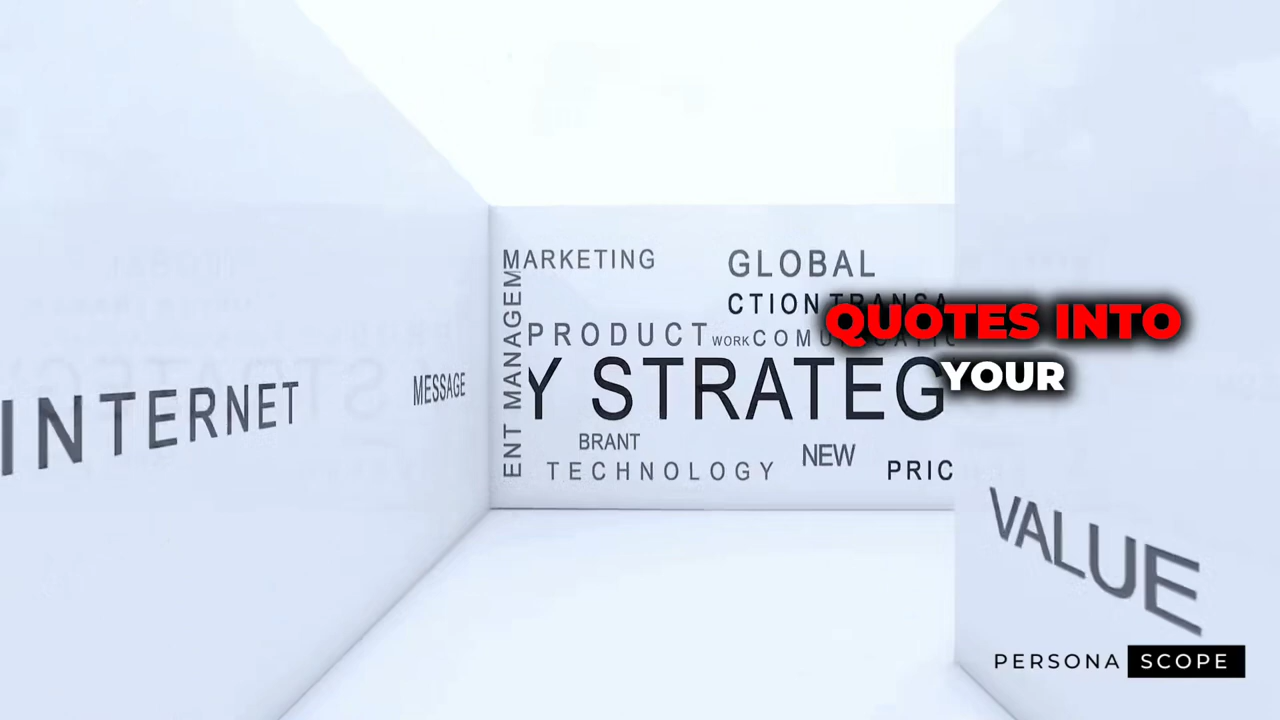 MARKETING
GLOBAL
CTION TRANSA
PRODUCT
WORK
QUOTES INTO
YOUR
ENT MANAGEM
Y STRATEG
INTERNET
MESSAGE
BRANT
NEW
TECHNOLOGY
PRIC
VALUE
PERSONA SCOPE